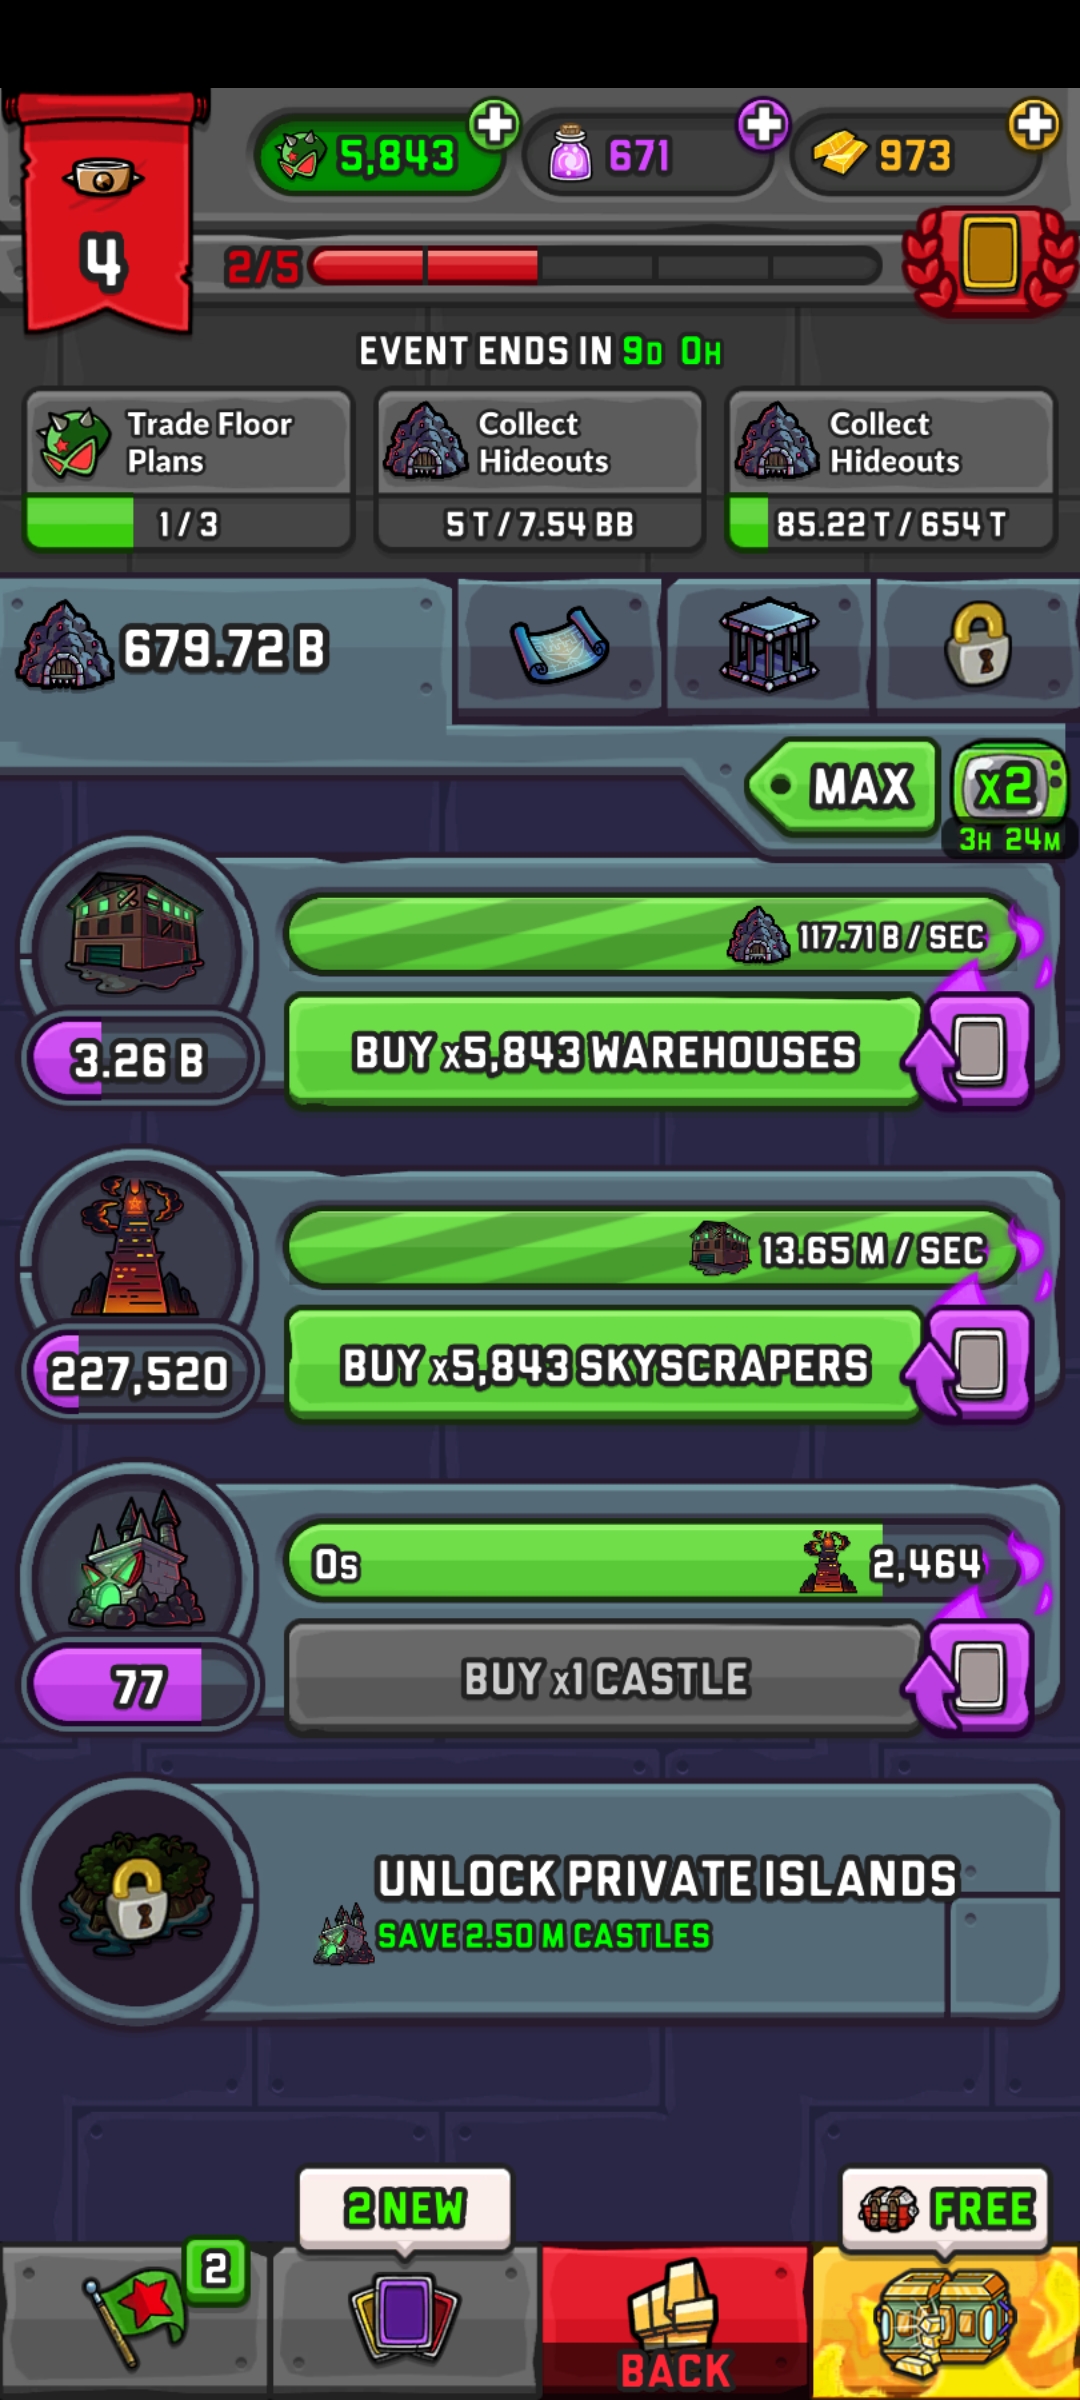 5,843
671
973
4
2/5
EVENT ENDS IN 9D 0H
Trade Floor
Plans
1 / 3
Collect
Hideouts
5 T / 7.54 BB
Collect
Hideouts
85.22 T / 654 T
679.72 B
MAX
x2
3H 24M
117.71 B / SEC
BUY x5,843 WAREHOUSES
3.26 B
13.65 M / SEC
BUY x5,843 SKYSCRAPERS
227,520
0s
2,464
BUY x1 CASTLE
77
UNLOCK PRIVATE ISLANDS
SAVE 2.50 M CASTLES
2 NEW
FREE
2
BACK